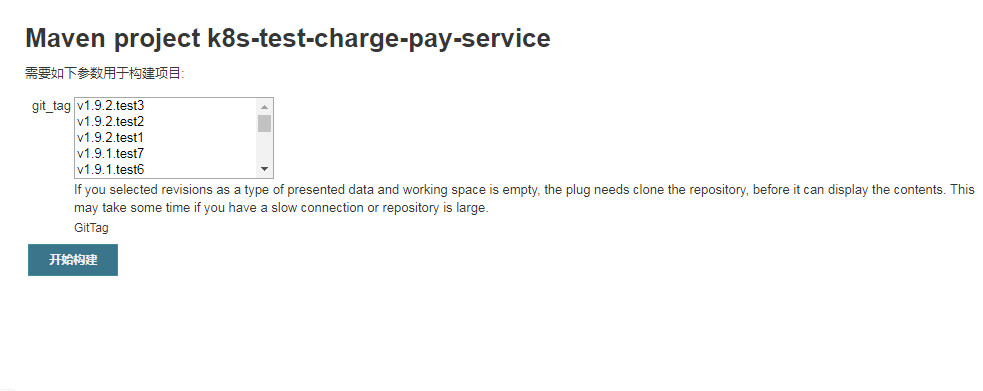 Maven project k8s-test-charge-pay-service
需要如下参数用于构建项目:
git_tag
v1.9.2.test3
v1.9.2.test2
v1.9.2.test1
v1.9.1.test7
v1.9.1.test6
If you selected revisions as a type of presented data and working space is empty, the plug needs clone the repository, before it can display the contents. This
may take some time if you have a slow connection or repository is large.
GitTag
开始构建